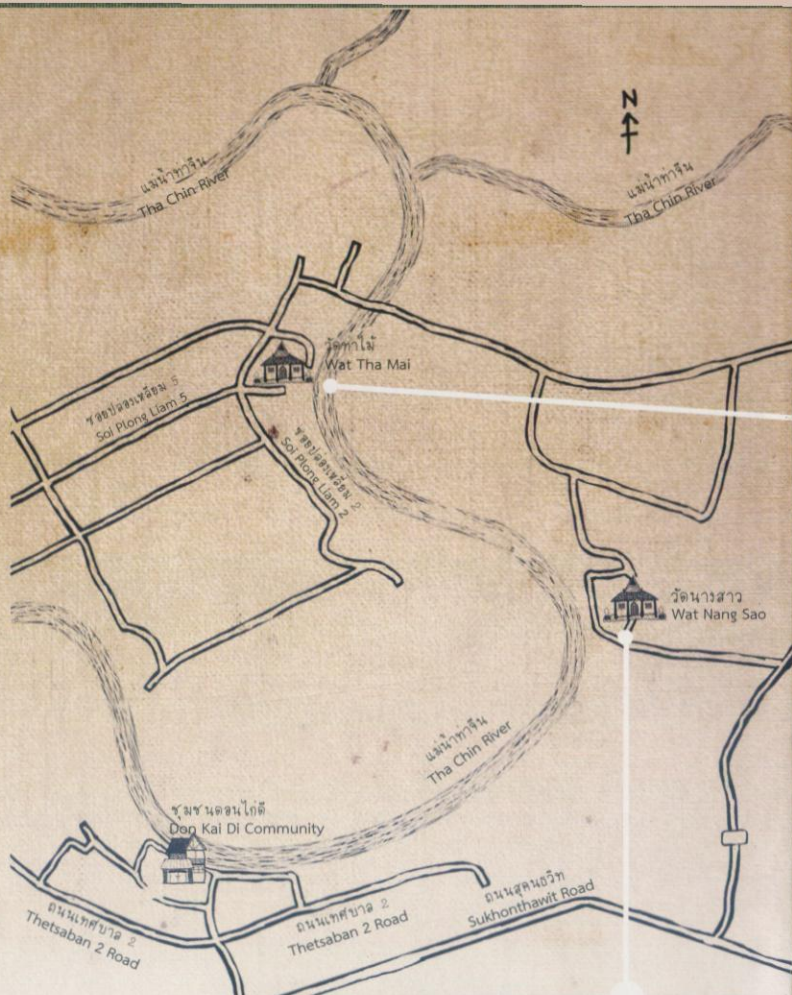 N
แม่น้ำท่าจีน
Tha Chin River
แม่น้ำท่าจีน
Tha Chin River
วัดท่าไม้
Wat Tha Mai
ซอยปล่องเหลี่ยม 5
Soi Plong Liam 5
ซอยปล่องเหลี่ยม 2
Soi Plong Liam 2
วัดนางสาว
Wat Nang Sao
แม่น้ำท่าจีน
Tha Chin River
ชุมชนดอนไก่ดี
Don Kai Di Community
ถนนเทศบาล 2
Thetsaban 2 Road
ถนนเทศบาล 2
Thetsaban 2 Road
ถนนสุคนธวิท
Sukhonthawit Road